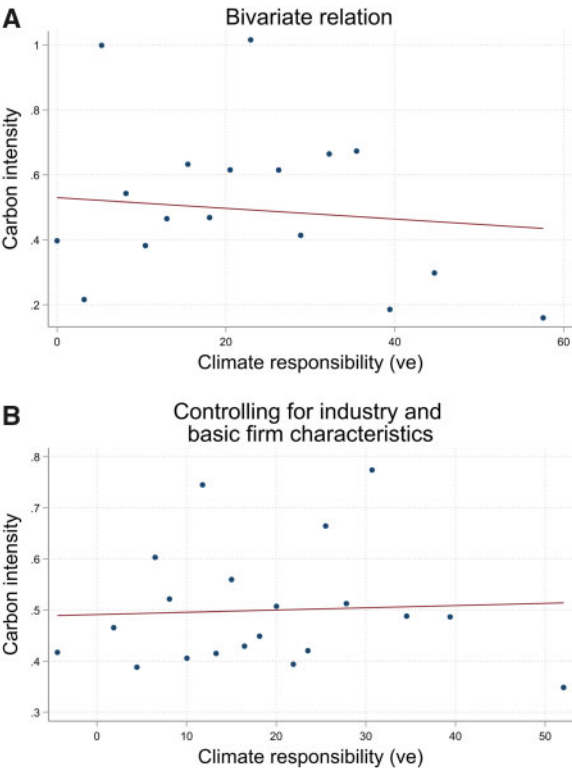 A
Bivariate relation
Carbon intensity
1
.8
.6
.4
.2
0 20 40 60
Climate responsibility (ve)
B
Controlling for industry and
basic firm characteristics
Carbon intensity
.8
.7
.6
.5
.4
.3
0 10 20 30 40 50
Climate responsibility (ve)